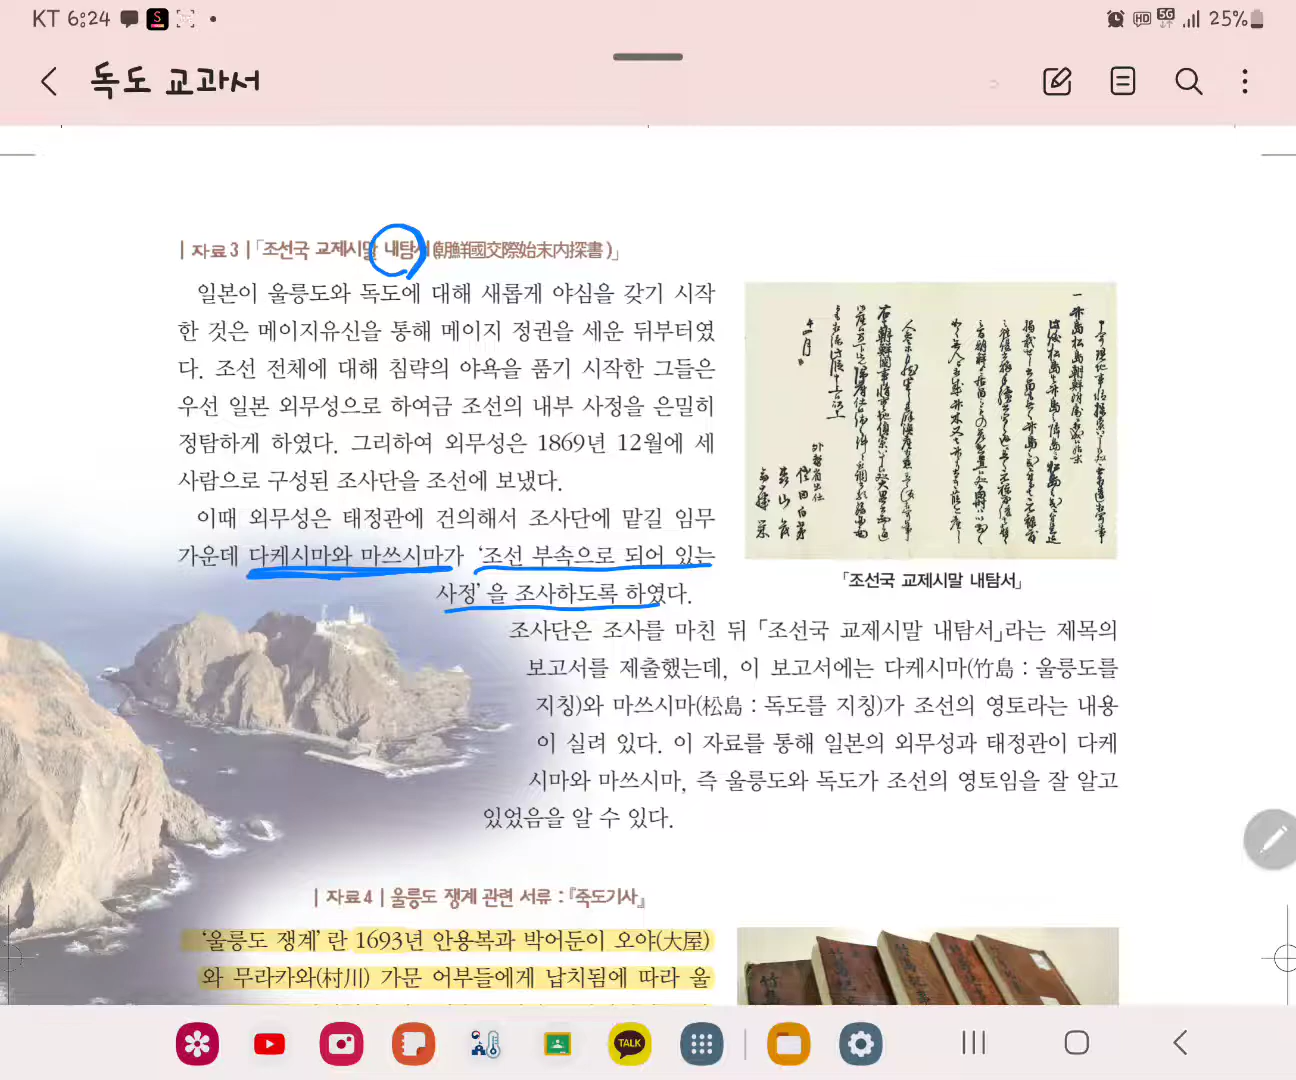 KT 6:24
5G
HD
25%
독도 교과서
| 자료 3 | 「조선국 교제시말 내탐서(朝鮮國交際始末内探書)」
일본이 울릉도와 독도에 대해 새롭게 야심을 갖기 시작
한 것은 메이지유신을 통해 메이지 정권을 세운 뒤부터였
다. 조선 전체에 대해 침략의 야욕을 품기 시작한 그들은
우선 일본 외무성으로 하여금 조선의 내부 사정을 은밀히
정탐하게 하였다. 그리하여 외무성은 1869년 12월에 세
사람으로 구성된 조사단을 조선에 보냈다.
이때 외무성은 태정관에 건의해서 조사단에 맡길 임무
가운데 다케시마와 마쓰시마가 ‘조선 부속으로 되어 있는
사정’을 조사하도록 하였다.
「조선국 교제시말 내탐서」
조사단은 조사를 마친 뒤 「조선국 교제시말 내탐서」라는 제목의
보고서를 제출했는데, 이 보고서에는 다케시마(竹島 : 울릉도를
지칭)와 마쓰시마(松島 : 독도를 지칭)가 조선의 영토라는 내용
이 실려 있다. 이 자료를 통해 일본의 외무성과 태정관이 다케
시마와 마쓰시마, 즉 울릉도와 독도가 조선의 영토임을 잘 알고
있었음을 알 수 있다.
| 자료 4 | 울릉도 쟁계 관련 서류 : 『죽도기사』
‘울릉도 쟁계’란 1693년 안용복과 박어둔이 오야(大屋)
와 무라카와(村川) 가문 어부들에게 납치됨에 따라 울
TALK